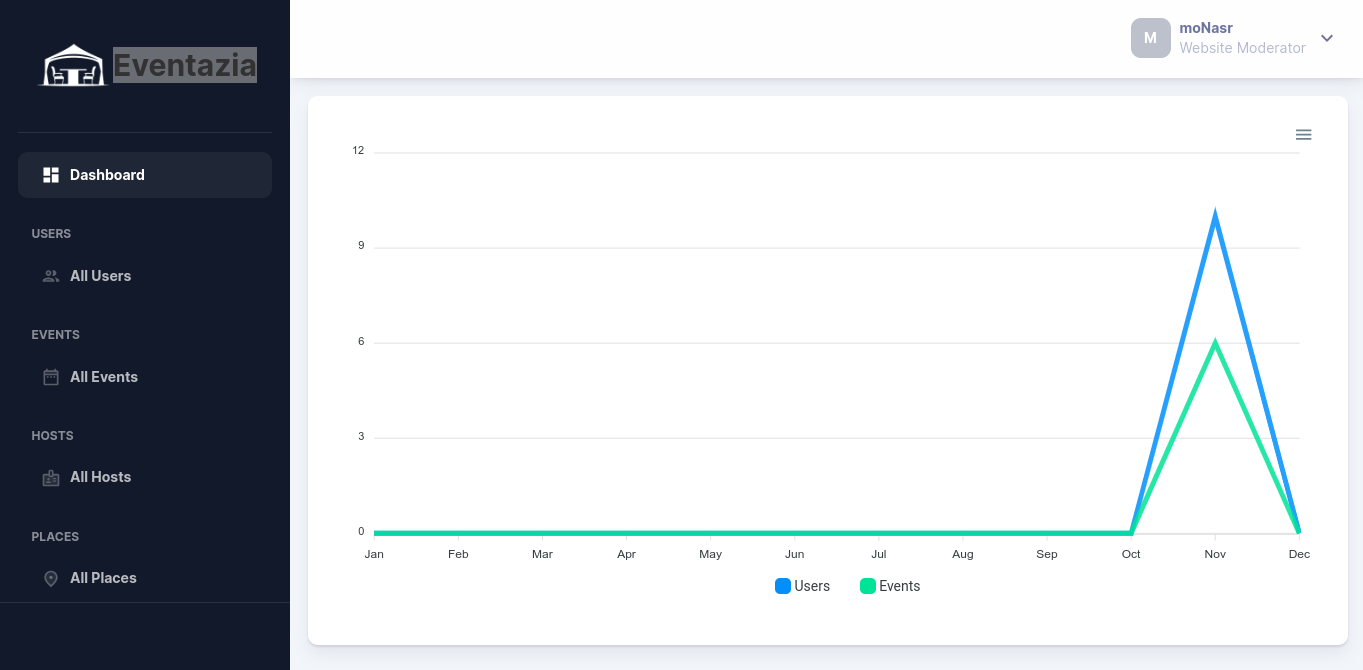 Eventazia
Dashboard
USERS
All Users
EVENTS
All Events
HOSTS
All Hosts
PLACES
All Places
M
moNasr
Website Moderator
12
9
6
3
0
Jan Feb Mar Apr May Jun Jul Aug Sep Oct Nov Dec
Users Events